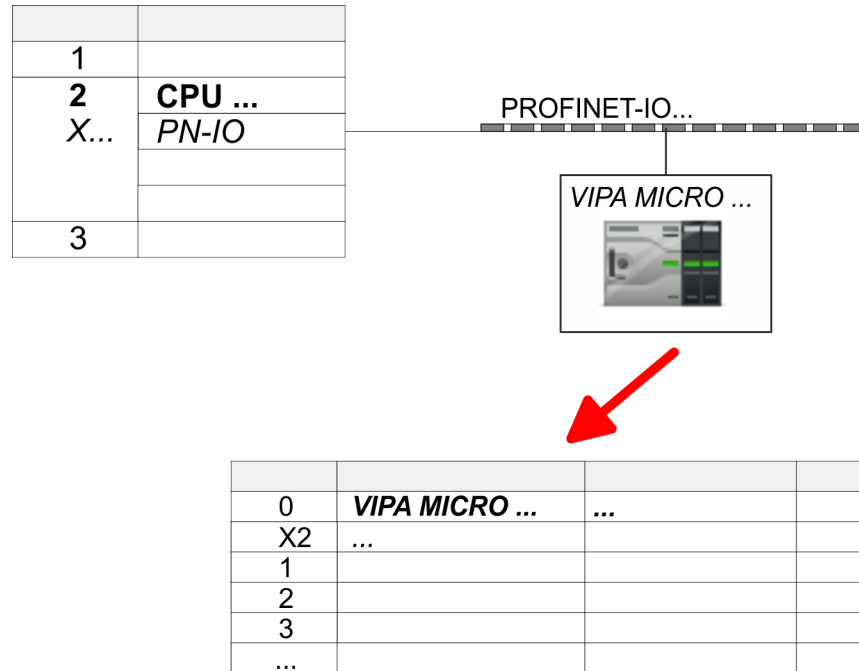 1
2 CPU ...
X... PN-IO
3
PROFINET-IO...
VIPA MICRO ...
0 VIPA MICRO ... ...
X2 ...
1
2
3
...